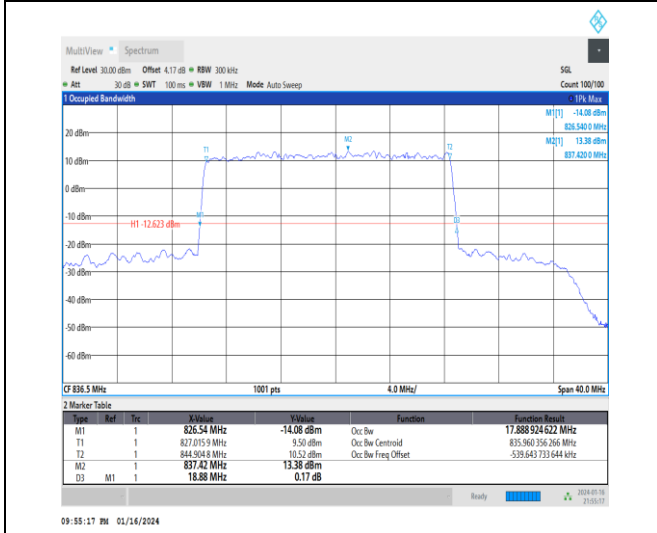 MultiView Spectrum
Ref Level 30.00 dBm Offset 4.17 dB RBW 300 kHz SGL
Att 30 dB SWT 100 ms VBW 1 MHz Mode Auto Sweep Count 100/100
1 Occupied Bandwidth 1Pk Max
M1[1] -14.08 dBm
826.540 0 MHz
M2[1] 13.38 dBm
837.420 0 MHz
20 dBm
T1 M2 T2
10 dBm
0 dBm
-10 dBm
M1 D3
H1 -12.623 dBm
-20 dBm
-30 dBm
-40 dBm
-50 dBm
-60 dBm
CF 836.5 MHz 1001 pts 4.0 MHz/ Span 40.0 MHz
2 Marker Table
Type Ref Trc X-Value Y-Value Function Function Result
M1 1 826.54 MHz -14.08 dBm Occ Bw 17.888 924 622 MHz
T1 1 827.015 9 MHz 9.50 dBm Occ Bw Centroid 835.960 356 266 MHz
T2 1 844.904 8 MHz 10.52 dBm Occ Bw Freq Offset -539.643 733 644 kHz
M2 1 837.42 MHz 13.38 dBm
D3 M1 1 18.88 MHz 0.17 dB
Ready 2024-01-16
21:55:17
09:55:17 PM 01/16/2024